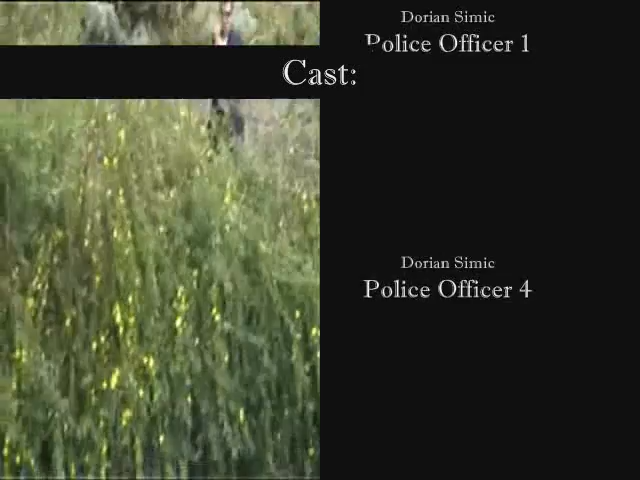 Dorian Simic
Police Officer 1
Cast:
Dorian Simic
Police Officer 4